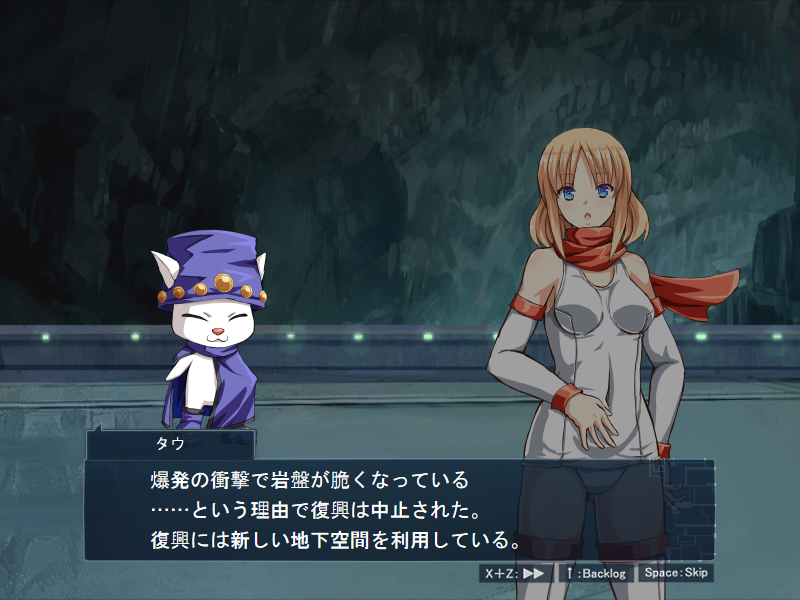 タウ
爆発の衝撃で岩盤が脆くなっている
……という理由で復興は中止された。
復興には新しい地下空間を利用している。
X+Z:▶▶ ↑:Backlog Space:Skip